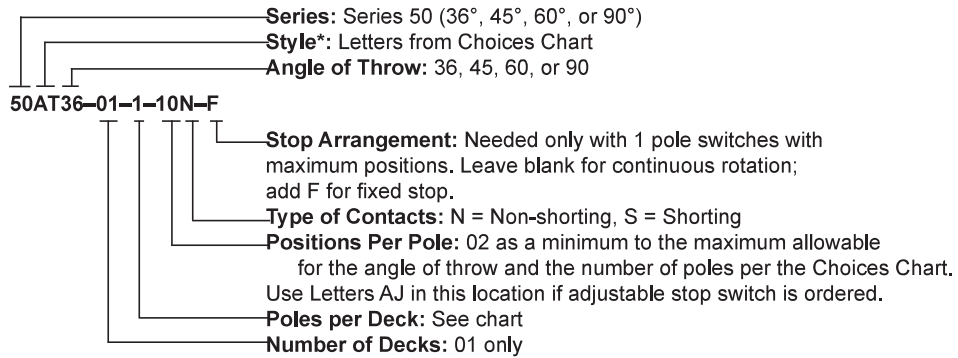 Series: Series 50 (36°, 45°, 60°, or 90°)
Style*: Letters from Choices Chart
Angle of Throw: 36, 45, 60, or 90
50AT36–01–1–10N–F
Stop Arrangement: Needed only with 1 pole switches with
maximum positions. Leave blank for continuous rotation;
add F for fixed stop.
Type of Contacts: N = Non-shorting, S = Shorting
Positions Per Pole: 02 as a minimum to the maximum allowable
for the angle of throw and the number of poles per the Choices Chart.
Use Letters AJ in this location if adjustable stop switch is ordered.
Poles per Deck: See chart
Number of Decks: 01 only